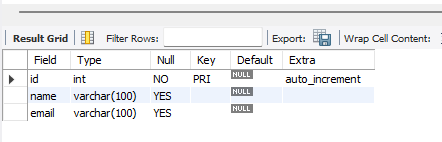 Result Grid Filter Rows: Export: Wrap Cell Content:
Field Type Null Key Default Extra
id int NO PRI NULL auto_increment
name varchar(100) YES NULL
email varchar(100) YES NULL